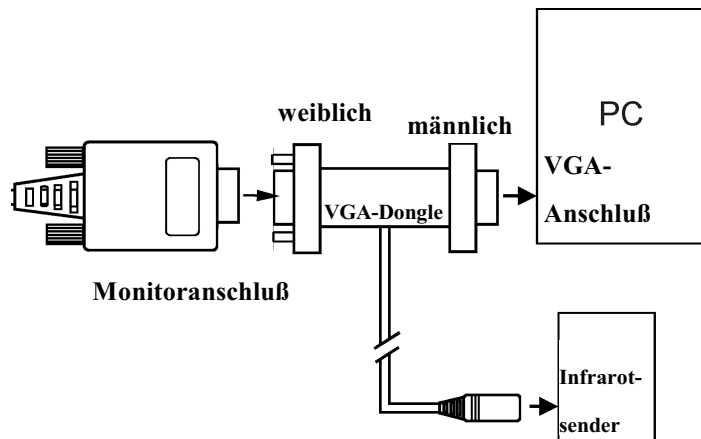 weiblich
männlich
PC
VGA-
Anschluß
VGA-Dongle
Monitoranschluß
Infrarot-
sender